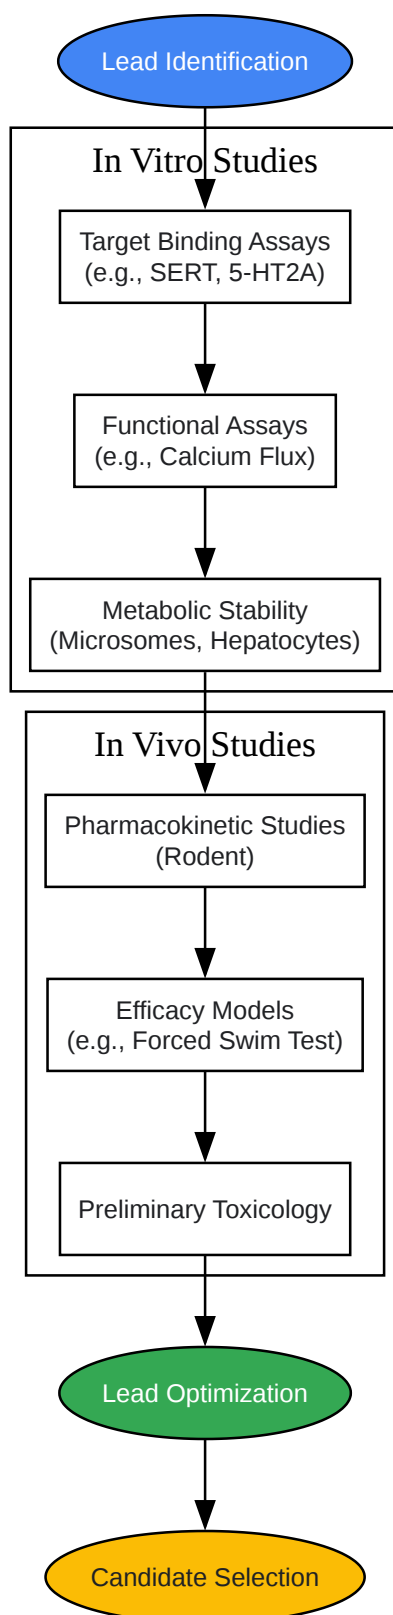 Lead Identification
In Vitro Studies
Target Binding Assays
(e.g., SERT, 5-HT2A)
Functional Assays
(e.g., Calcium Flux)
Metabolic Stability
(Microsomes, Hepatocytes)
In Vivo Studies
Pharmacokinetic Studies
(Rodent)
Efficacy Models
(e.g., Forced Swim Test)
Preliminary Toxicology
Lead Optimization
Candidate Selection